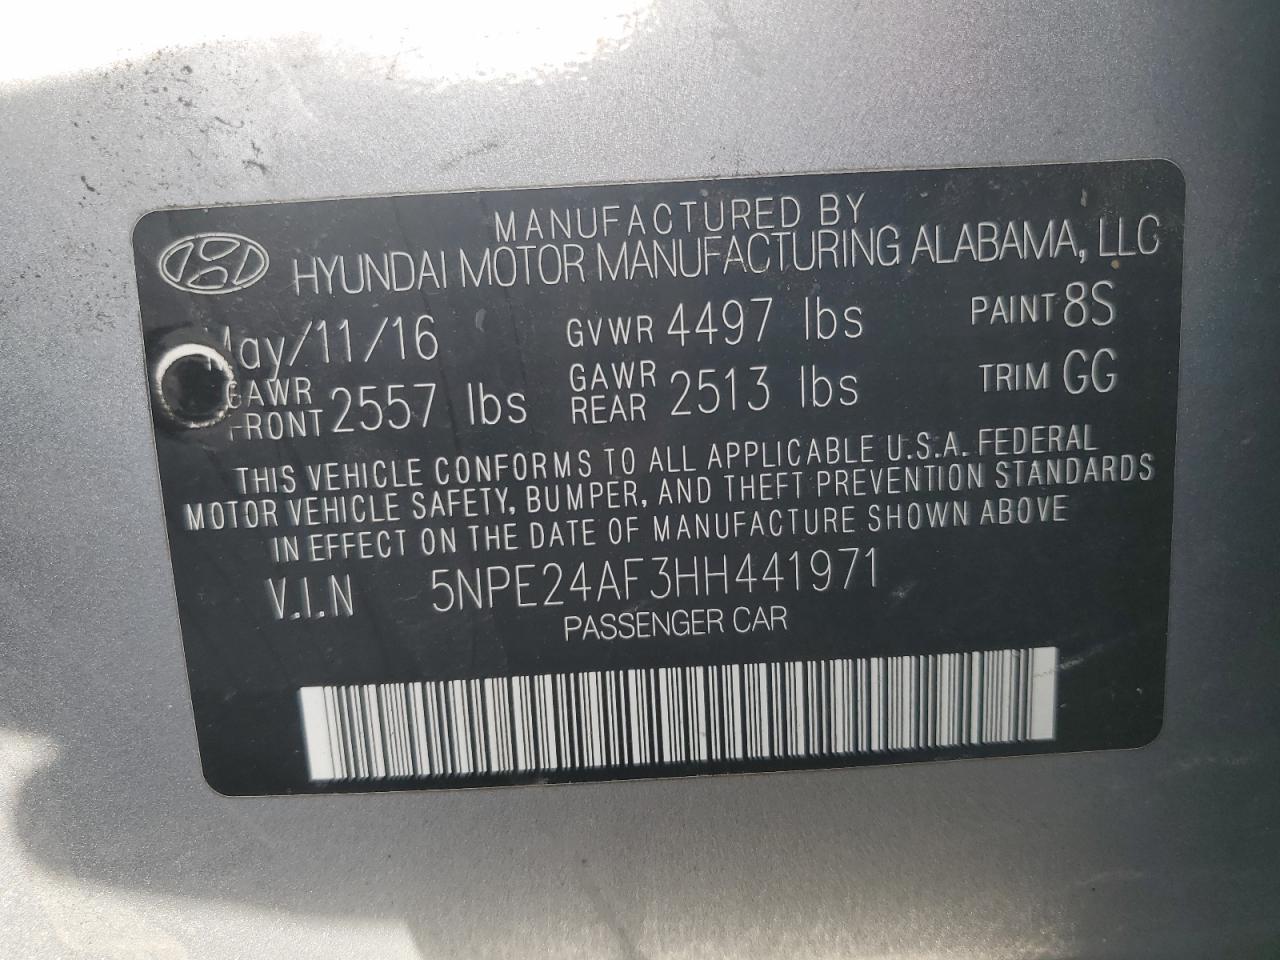 MANUFACTURED BY
HYUNDAI MOTOR MANUFACTURING ALABAMA, LLC
May/11/16 GVWR 4497 lbs PAINT 8S
GAWR FRONT 2557 lbs GAWR REAR 2513 lbs TRIM GG
THIS VEHICLE CONFORMS TO ALL APPLICABLE U.S.A. FEDERAL
MOTOR VEHICLE SAFETY, BUMPER, AND THEFT PREVENTION STANDARDS
IN EFFECT ON THE DATE OF MANUFACTURE SHOWN ABOVE
V.I.N 5NPE24AF3HH441971
PASSENGER CAR